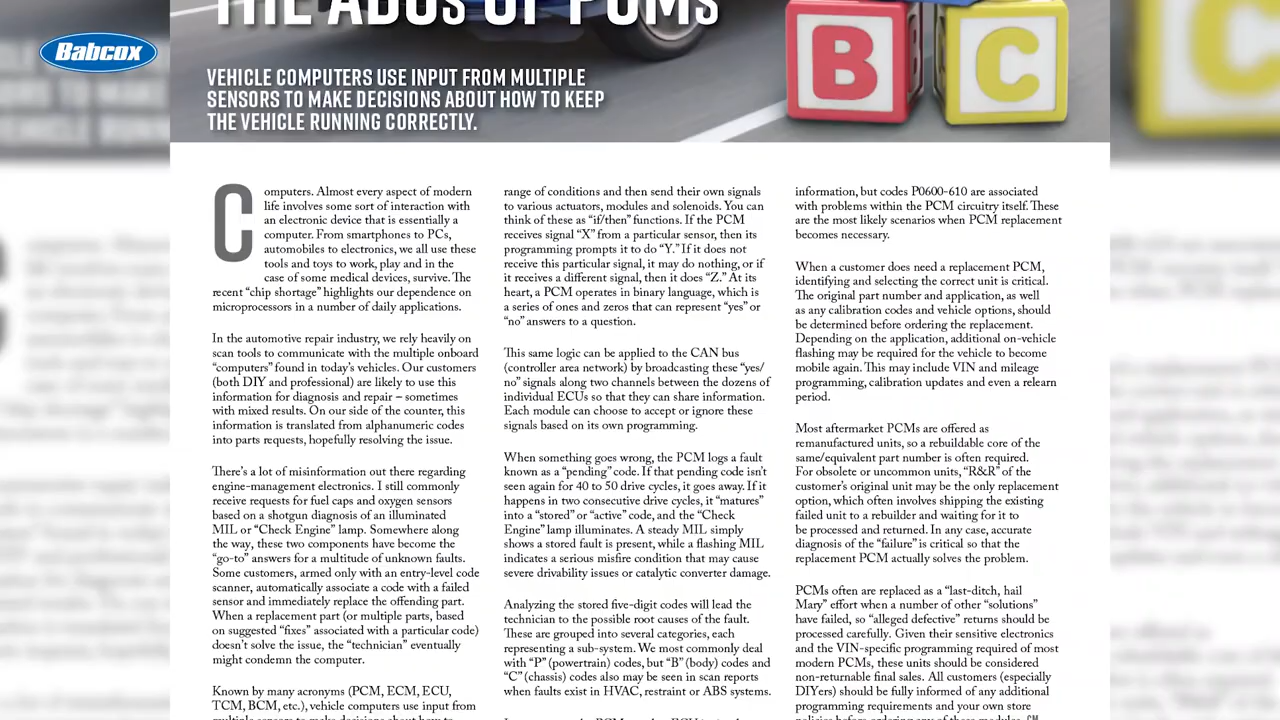 THE ABCs OF PCMs
Babcox
B
C
VEHICLE COMPUTERS USE INPUT FROM MULTIPLE
SENSORS TO MAKE DECISIONS ABOUT HOW TO KEEP
THE VEHICLE RUNNING CORRECTLY.
Computers. Almost every aspect of modern
life involves some sort of interaction with
an electronic device that is essentially a
computer. From smartphones to PCs,
automobiles to electronics, we all use these
tools and toys to work, play and in the
case of some medical devices, survive. The
recent “chip shortage” highlights our dependence on
microprocessors in a number of daily applications.
In the automotive repair industry, we rely heavily on
scan tools to communicate with the multiple onboard
“computers” found in today’s vehicles. Our customers
(both DIY and professional) are likely to use this
information for diagnosis and repair – sometimes
with mixed results. On our side of the counter, this
information is translated from alphanumeric codes
into parts requests, hopefully resolving the issue.
There’s a lot of misinformation out there regarding
engine-management electronics. I still commonly
receive requests for fuel caps and oxygen sensors
based on a shotgun diagnosis of an illuminated
MIL or “Check Engine” lamp. Somewhere along
the way, these two components have become the
“go-to” answers for a multitude of unknown faults.
Some customers, armed only with an entry-level code
scanner, automatically associate a code with a failed
sensor and immediately replace the offending part.
When a replacement part (or multiple parts, based
on suggested “fixes” associated with a particular code)
doesn’t solve the issue, the “technician” eventually
might condemn the computer.
Known by many acronyms (PCM, ECM, ECU,
TCM, BCM, etc.), vehicle computers use input from
multiple sensors to make decisions about how to
range of conditions and then send their own signals
to various actuators, modules and solenoids. You can
think of these as “if/then” functions. If the PCM
receives signal “X” from a particular sensor, then its
programming prompts it to do “Y.” If it does not
receive this particular signal, it may do nothing, or if
it receives a different signal, then it does “Z.” At its
heart, a PCM operates in binary language, which is
a series of ones and zeros that can represent “yes” or
“no” answers to a question.
This same logic can be applied to the CAN bus
(controller area network) by broadcasting these “yes/
no” signals along two channels between the dozens of
individual ECUs so that they can share information.
Each module can choose to accept or ignore these
signals based on its own programming.
When something goes wrong, the PCM logs a fault
known as a “pending” code. If that pending code isn’t
seen again for 40 to 50 drive cycles, it goes away. If it
happens in two consecutive drive cycles, it “matures”
into a “stored” or “active” code, and the “Check
Engine” lamp illuminates. A steady MIL simply
shows a stored fault is present, while a flashing MIL
indicates a serious misfire condition that may cause
severe drivability issues or catalytic converter damage.
Analyzing the stored five-digit codes will lead the
technician to the possible root causes of the fault.
These are grouped into several categories, each
representing a sub-system. We most commonly deal
with “P” (powertrain) codes, but “B” (body) codes and
“C” (chassis) codes also may be seen in scan reports
when faults exist in HVAC, restraint or ABS systems.
information, but codes P0600-610 are associated
with problems within the PCM circuitry itself. These
are the most likely scenarios when PCM replacement
becomes necessary.
When a customer does need a replacement PCM,
identifying and selecting the correct unit is critical.
The original part number and application, as well
as any calibration codes and vehicle options, should
be determined before ordering the replacement.
Depending on the application, additional on-vehicle
flashing may be required for the vehicle to become
mobile again. This may include VIN and mileage
programming, calibration updates and even a relearn
period.
Most aftermarket PCMs are offered as
remanufactured units, so a rebuildable core of the
same/equivalent part number is often required.
For obsolete or uncommon units, “R&R” of the
customer’s original unit may be the only replacement
option, which often involves shipping the existing
failed unit to a rebuilder and waiting for it to
be processed and returned. In any case, accurate
diagnosis of the “failure” is critical so that the
replacement PCM actually solves the problem.
PCMs often are replaced as a “last-ditch, hail
Mary” effort when a number of other “solutions”
have failed, so “alleged defective” returns should be
processed carefully. Given their sensitive electronics
and the VIN-specific programming required of most
modern PCMs, these units should be considered
non-returnable final sales. All customers (especially
DIYers) should be fully informed of any additional
programming requirements and your own store
policies before ordering any of these modules. CM